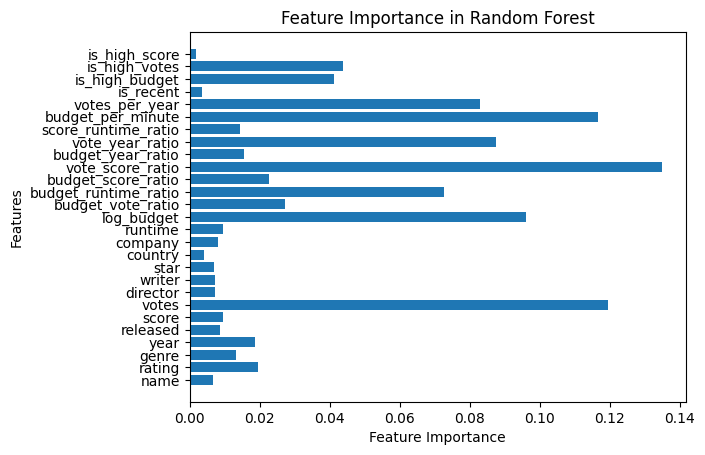 Feature Importance in Random Forest
is_high_score
is_high_votes
is_high_budget
is_recent
votes_per_year
budget_per_minute
score_runtime_ratio
vote_year_ratio
budget_year_ratio
vote_score_ratio
budget_score_ratio
budget_runtime_ratio
budget_vote_ratio
log_budget
runtime
company
country
star
writer
director
votes
score
released
year
genre
rating
name
Features
0.00 0.02 0.04 0.06 0.08 0.10 0.12 0.14
Feature Importance